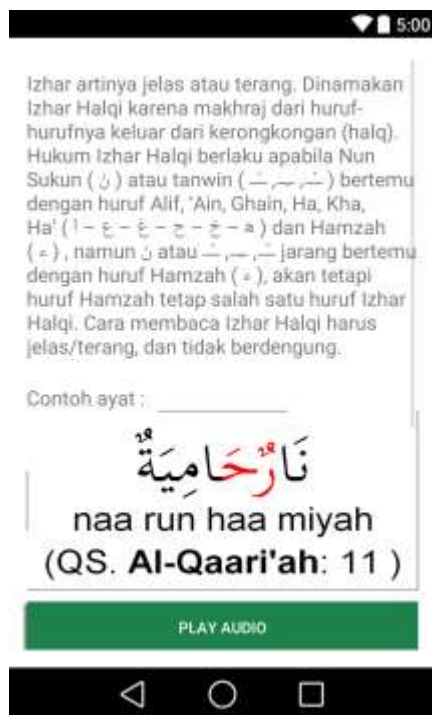 5:00
Izhar artinya jelas atau terang. Dinamakan
Izhar Halqi karena makhraj dari huruf-
hurufnya keluar dari kerongkongan (halq).
Hukum Izhar Halqi berlaku apabila Nun
Sukun ( ن ) atau tanwin ( ـًـ, ـٍـ, ـٌـ ) bertemu
dengan huruf Alif, 'Ain, Ghain, Ha, Kha,
Ha' ( ا – ع – غ – ح – خ – ه ) dan Hamzah
( ء ) , namun ن atau ـًـ, ـٍـ, ـٌـ jarang bertemu
dengan huruf Hamzah ( ء ), akan tetapi
huruf Hamzah tetap salah satu huruf Izhar
Halqi. Cara membaca Izhar Halqi harus
jelas/terang, dan tidak berdengung.
Contoh ayat :
نَارٌحَامِيَةٌ
naa run haa miyah
(QS. Al-Qaari'ah: 11 )
PLAY AUDIO